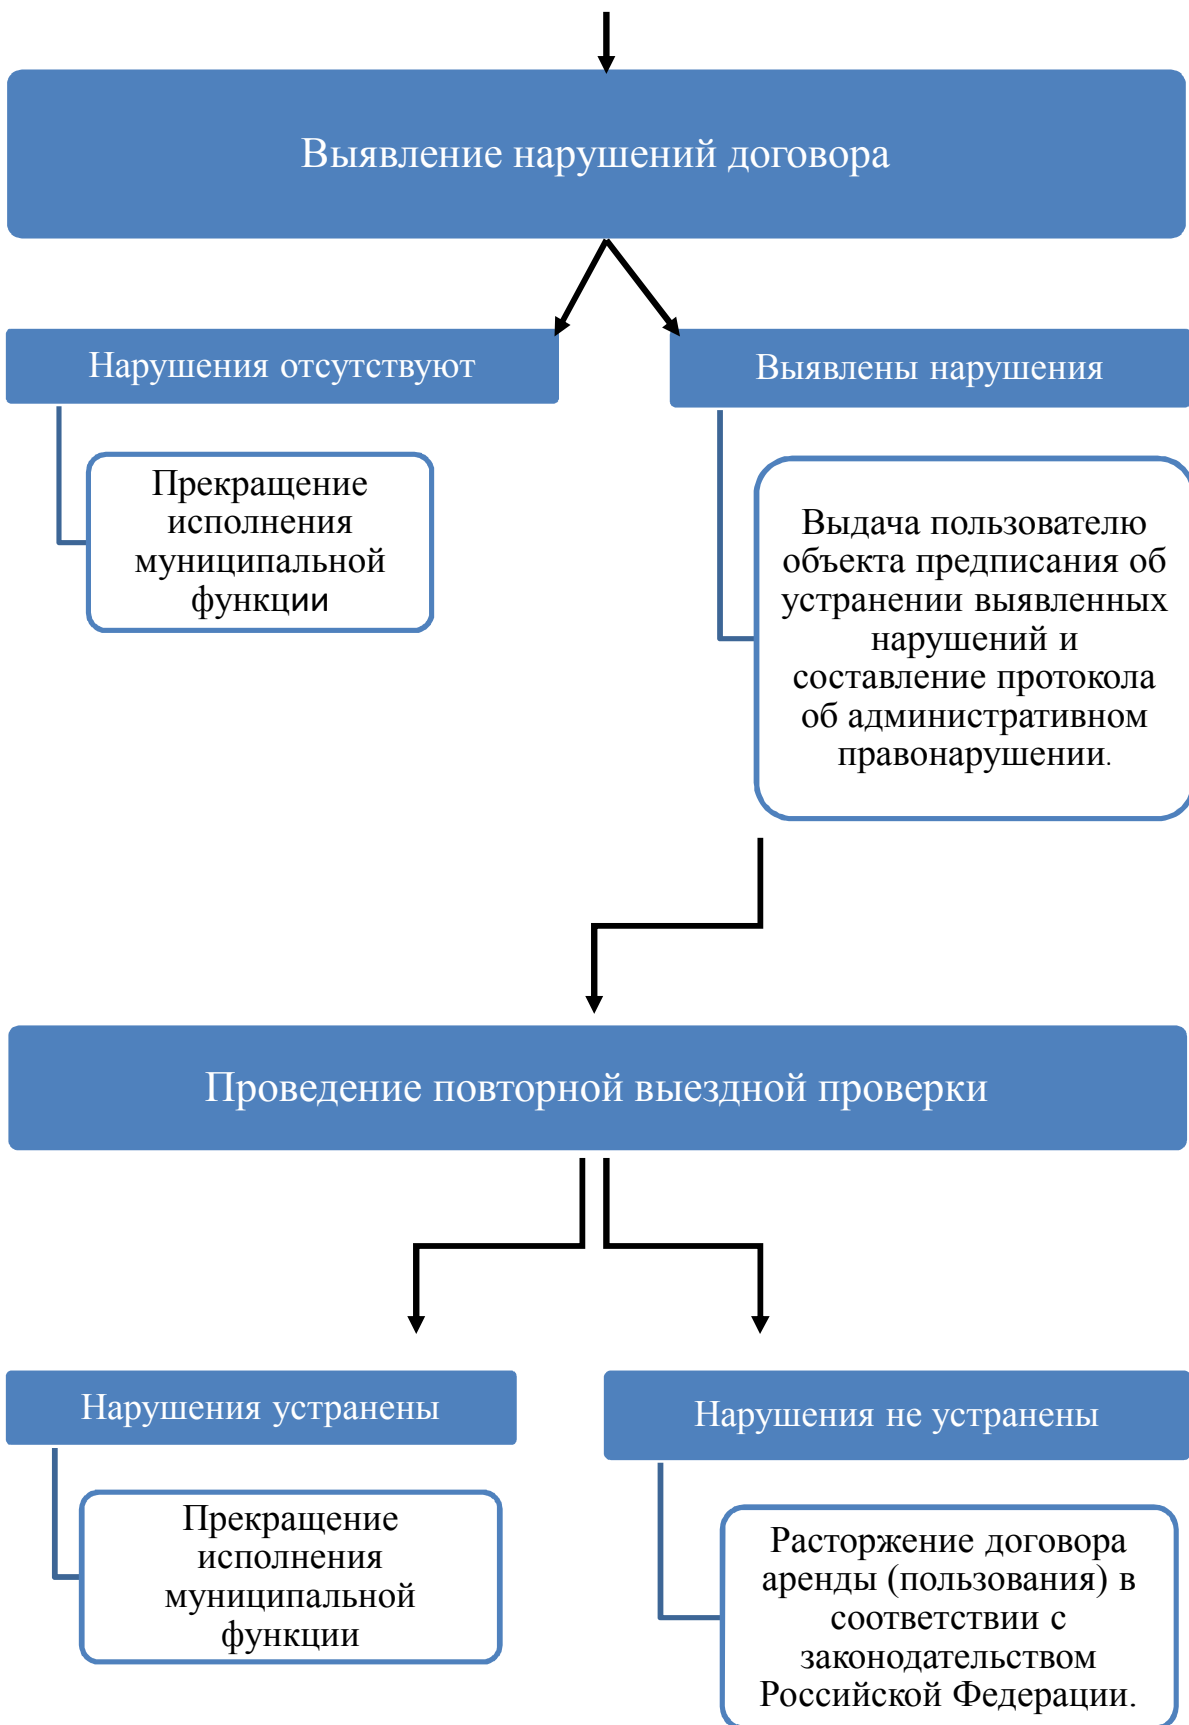 Выявление нарушений договора
Нарушения отсутствуют
Прекращение
исполнения
муниципальной
функции
Выявлены нарушения
Выдача пользователю
объекта предписания об
устранении выявленных
нарушений и
составление протокола
об административном
правонарушении.
Проведение повторной выездной проверки
Нарушения устранены
Прекращение
исполнения
муниципальной
функции
Нарушения не устранены
Расторжение договора
аренды (пользования) в
соответствии с
законодательством
Российской Федерации.